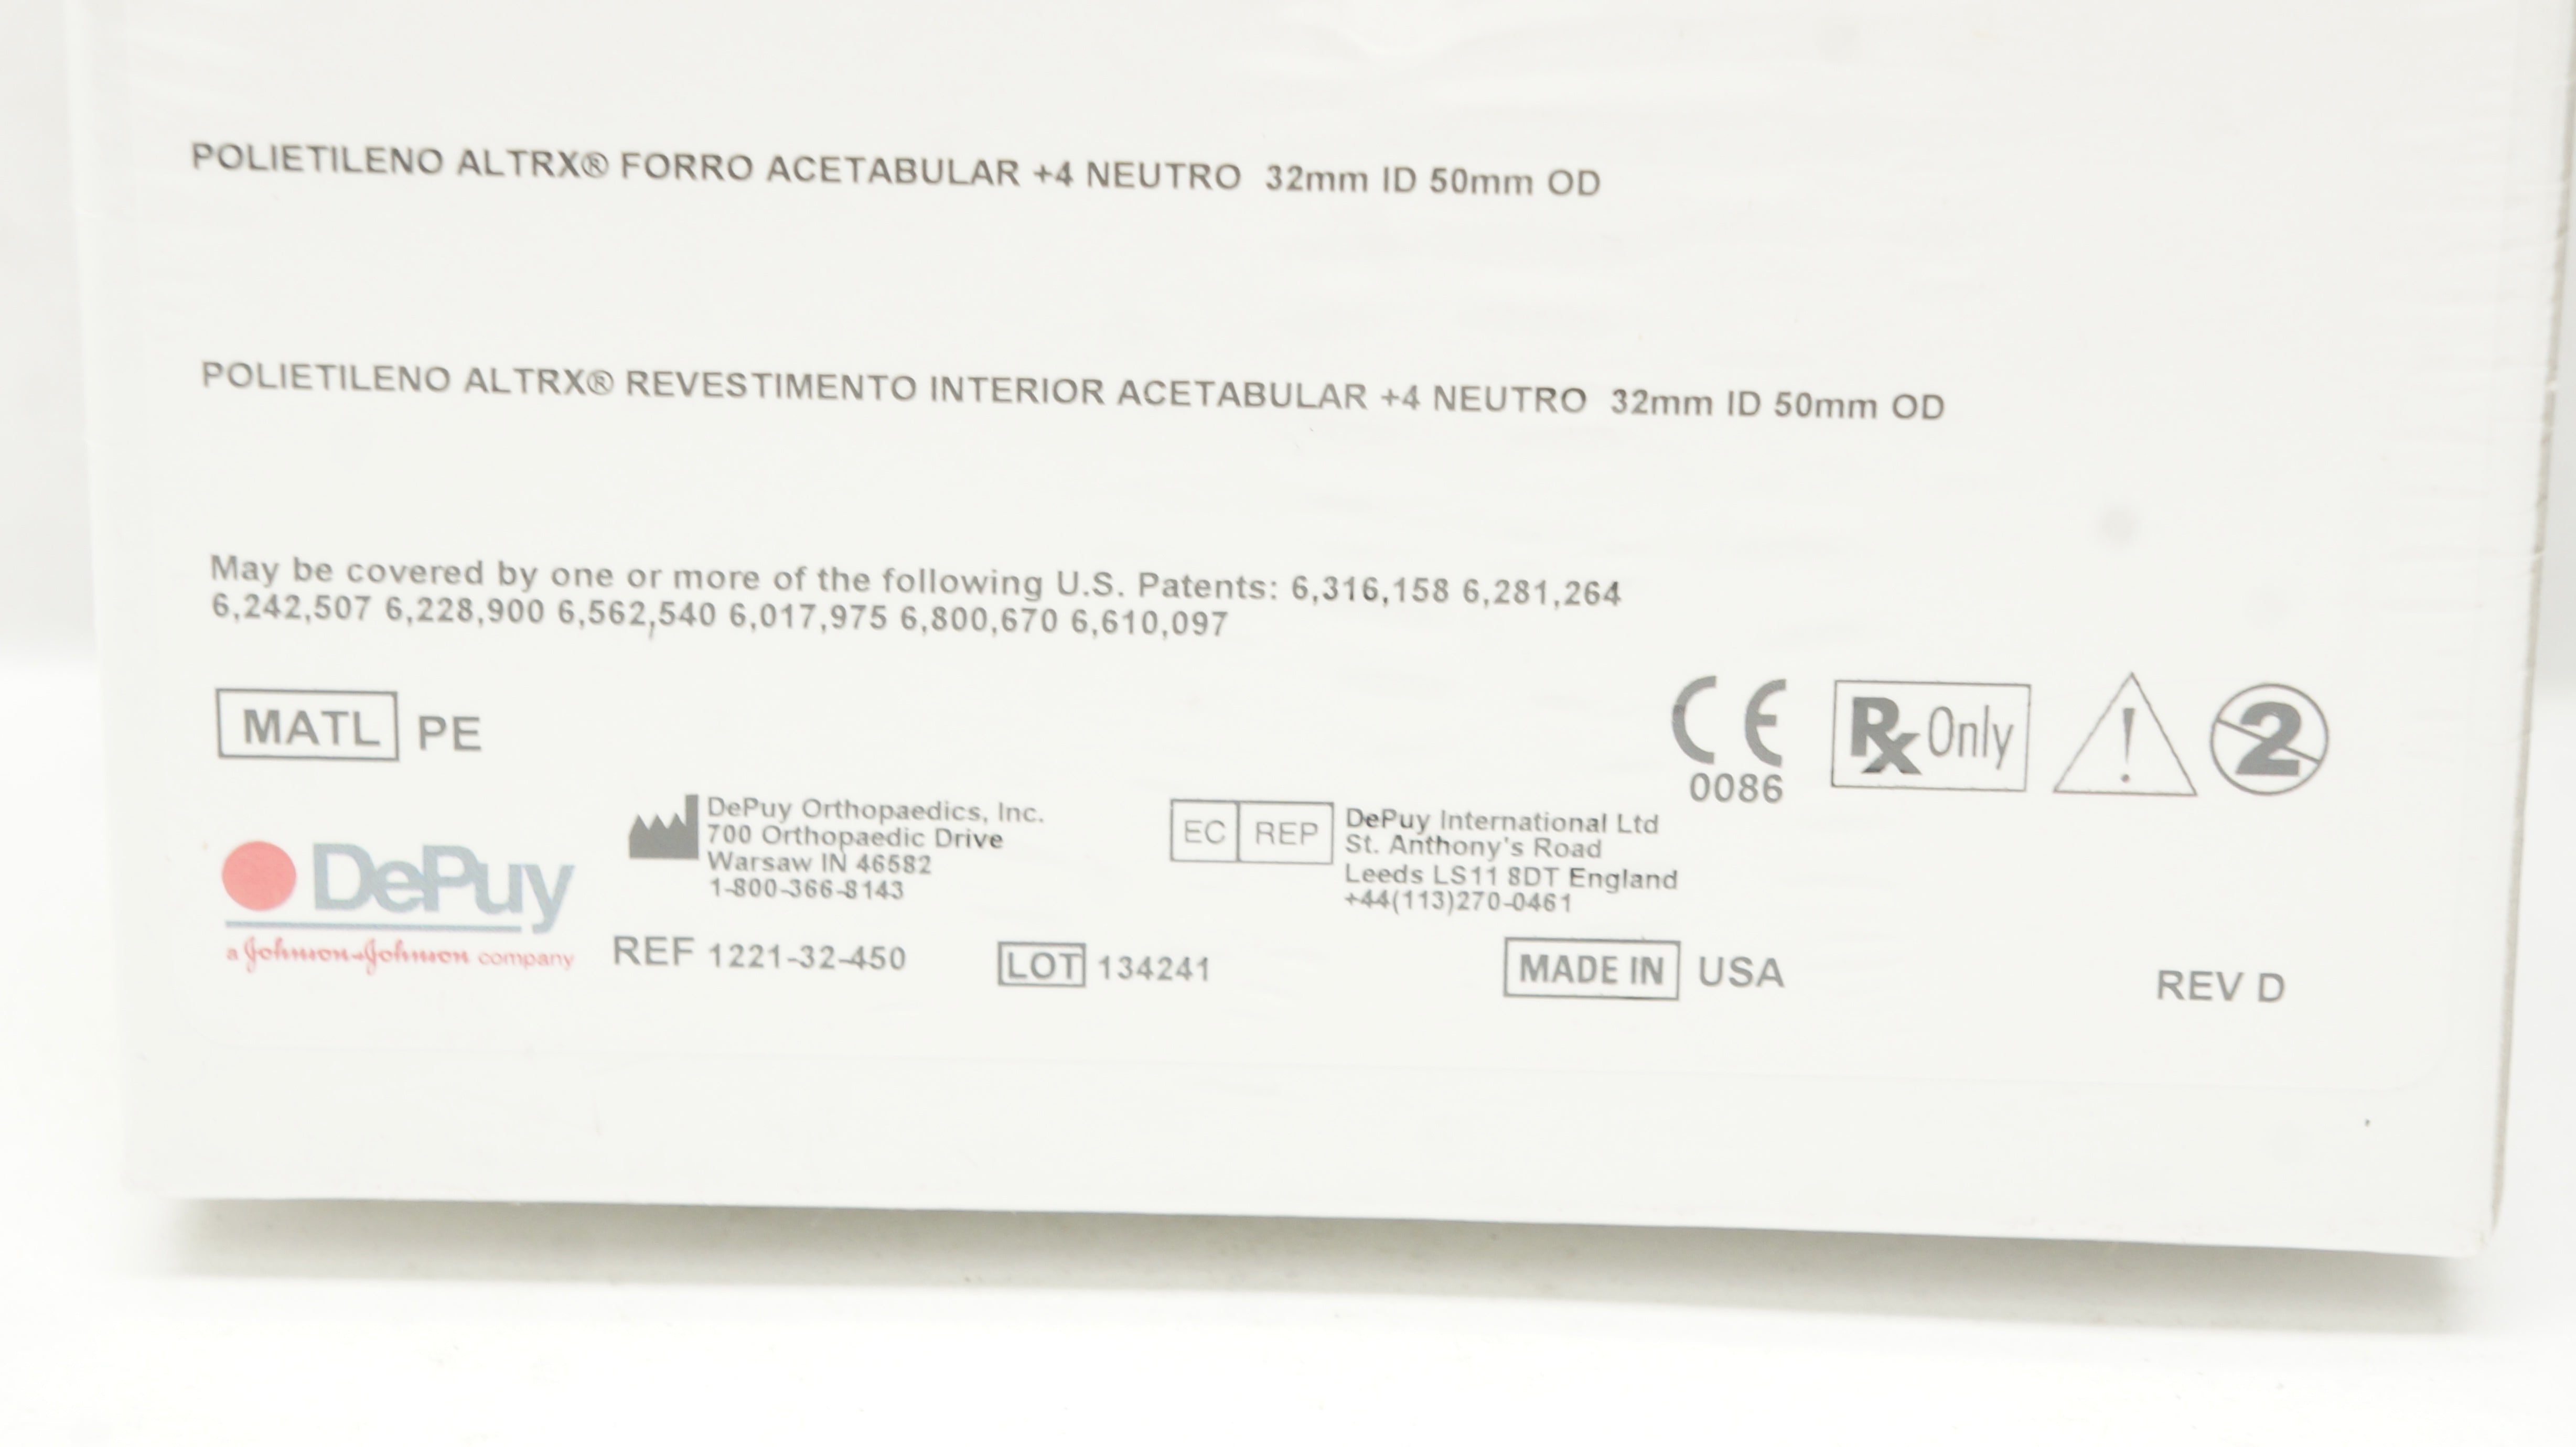 POLIETILENO ALTRX® FORRO ACETABULAR +4 NEUTRO 32mm ID 50mm OD
POLIETILENO ALTRX® REVESTIMENTO INTERIOR ACETABULAR +4 NEUTRO 32mm ID 50mm OD
May be covered by one or more of the following U.S. Patents: 6,316,158 6,281,264
6,242,507 6,228,900 6,562,540 6,017,975 6,800,670 6,610,097
MATL PE
CE
0086
Rx Only
!
2
DePuy
a Johnson+Johnson company
DePuy Orthopaedics, Inc.
700 Orthopaedic Drive
Warsaw IN 46582
1-800-366-8143
EC REP
DePuy International Ltd
St. Anthony's Road
Leeds LS11 8DT England
+44(113)270-0461
REF 1221-32-450
LOT 134241
MADE IN USA
REV D